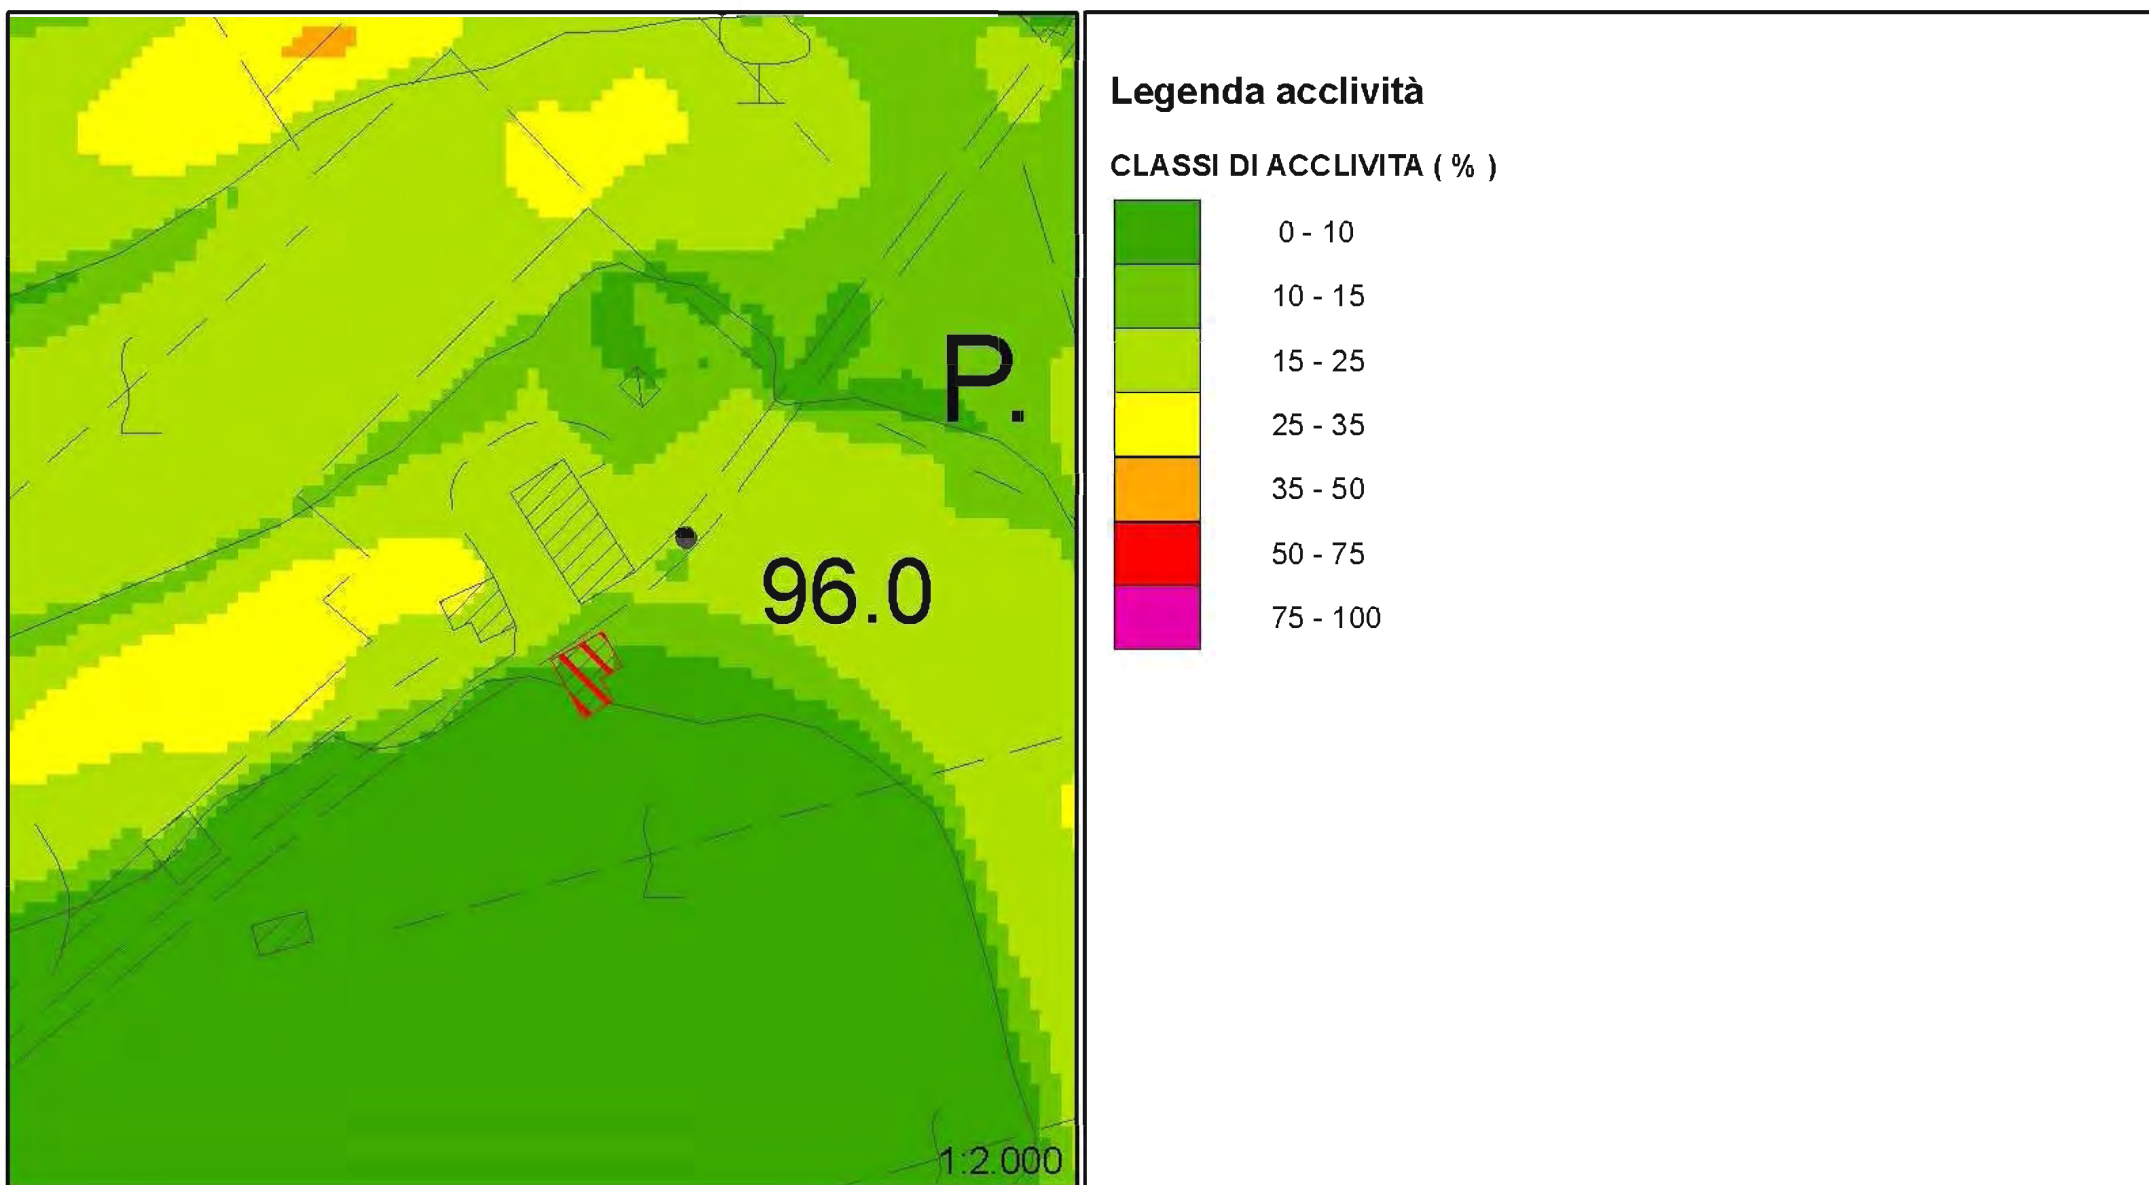 P.
96.0
1:2.000
Legenda acclività
CLASSI DI ACCLIVITA ( % )
0 - 10
10 - 15
15 - 25
25 - 35
35 - 50
50 - 75
75 - 100